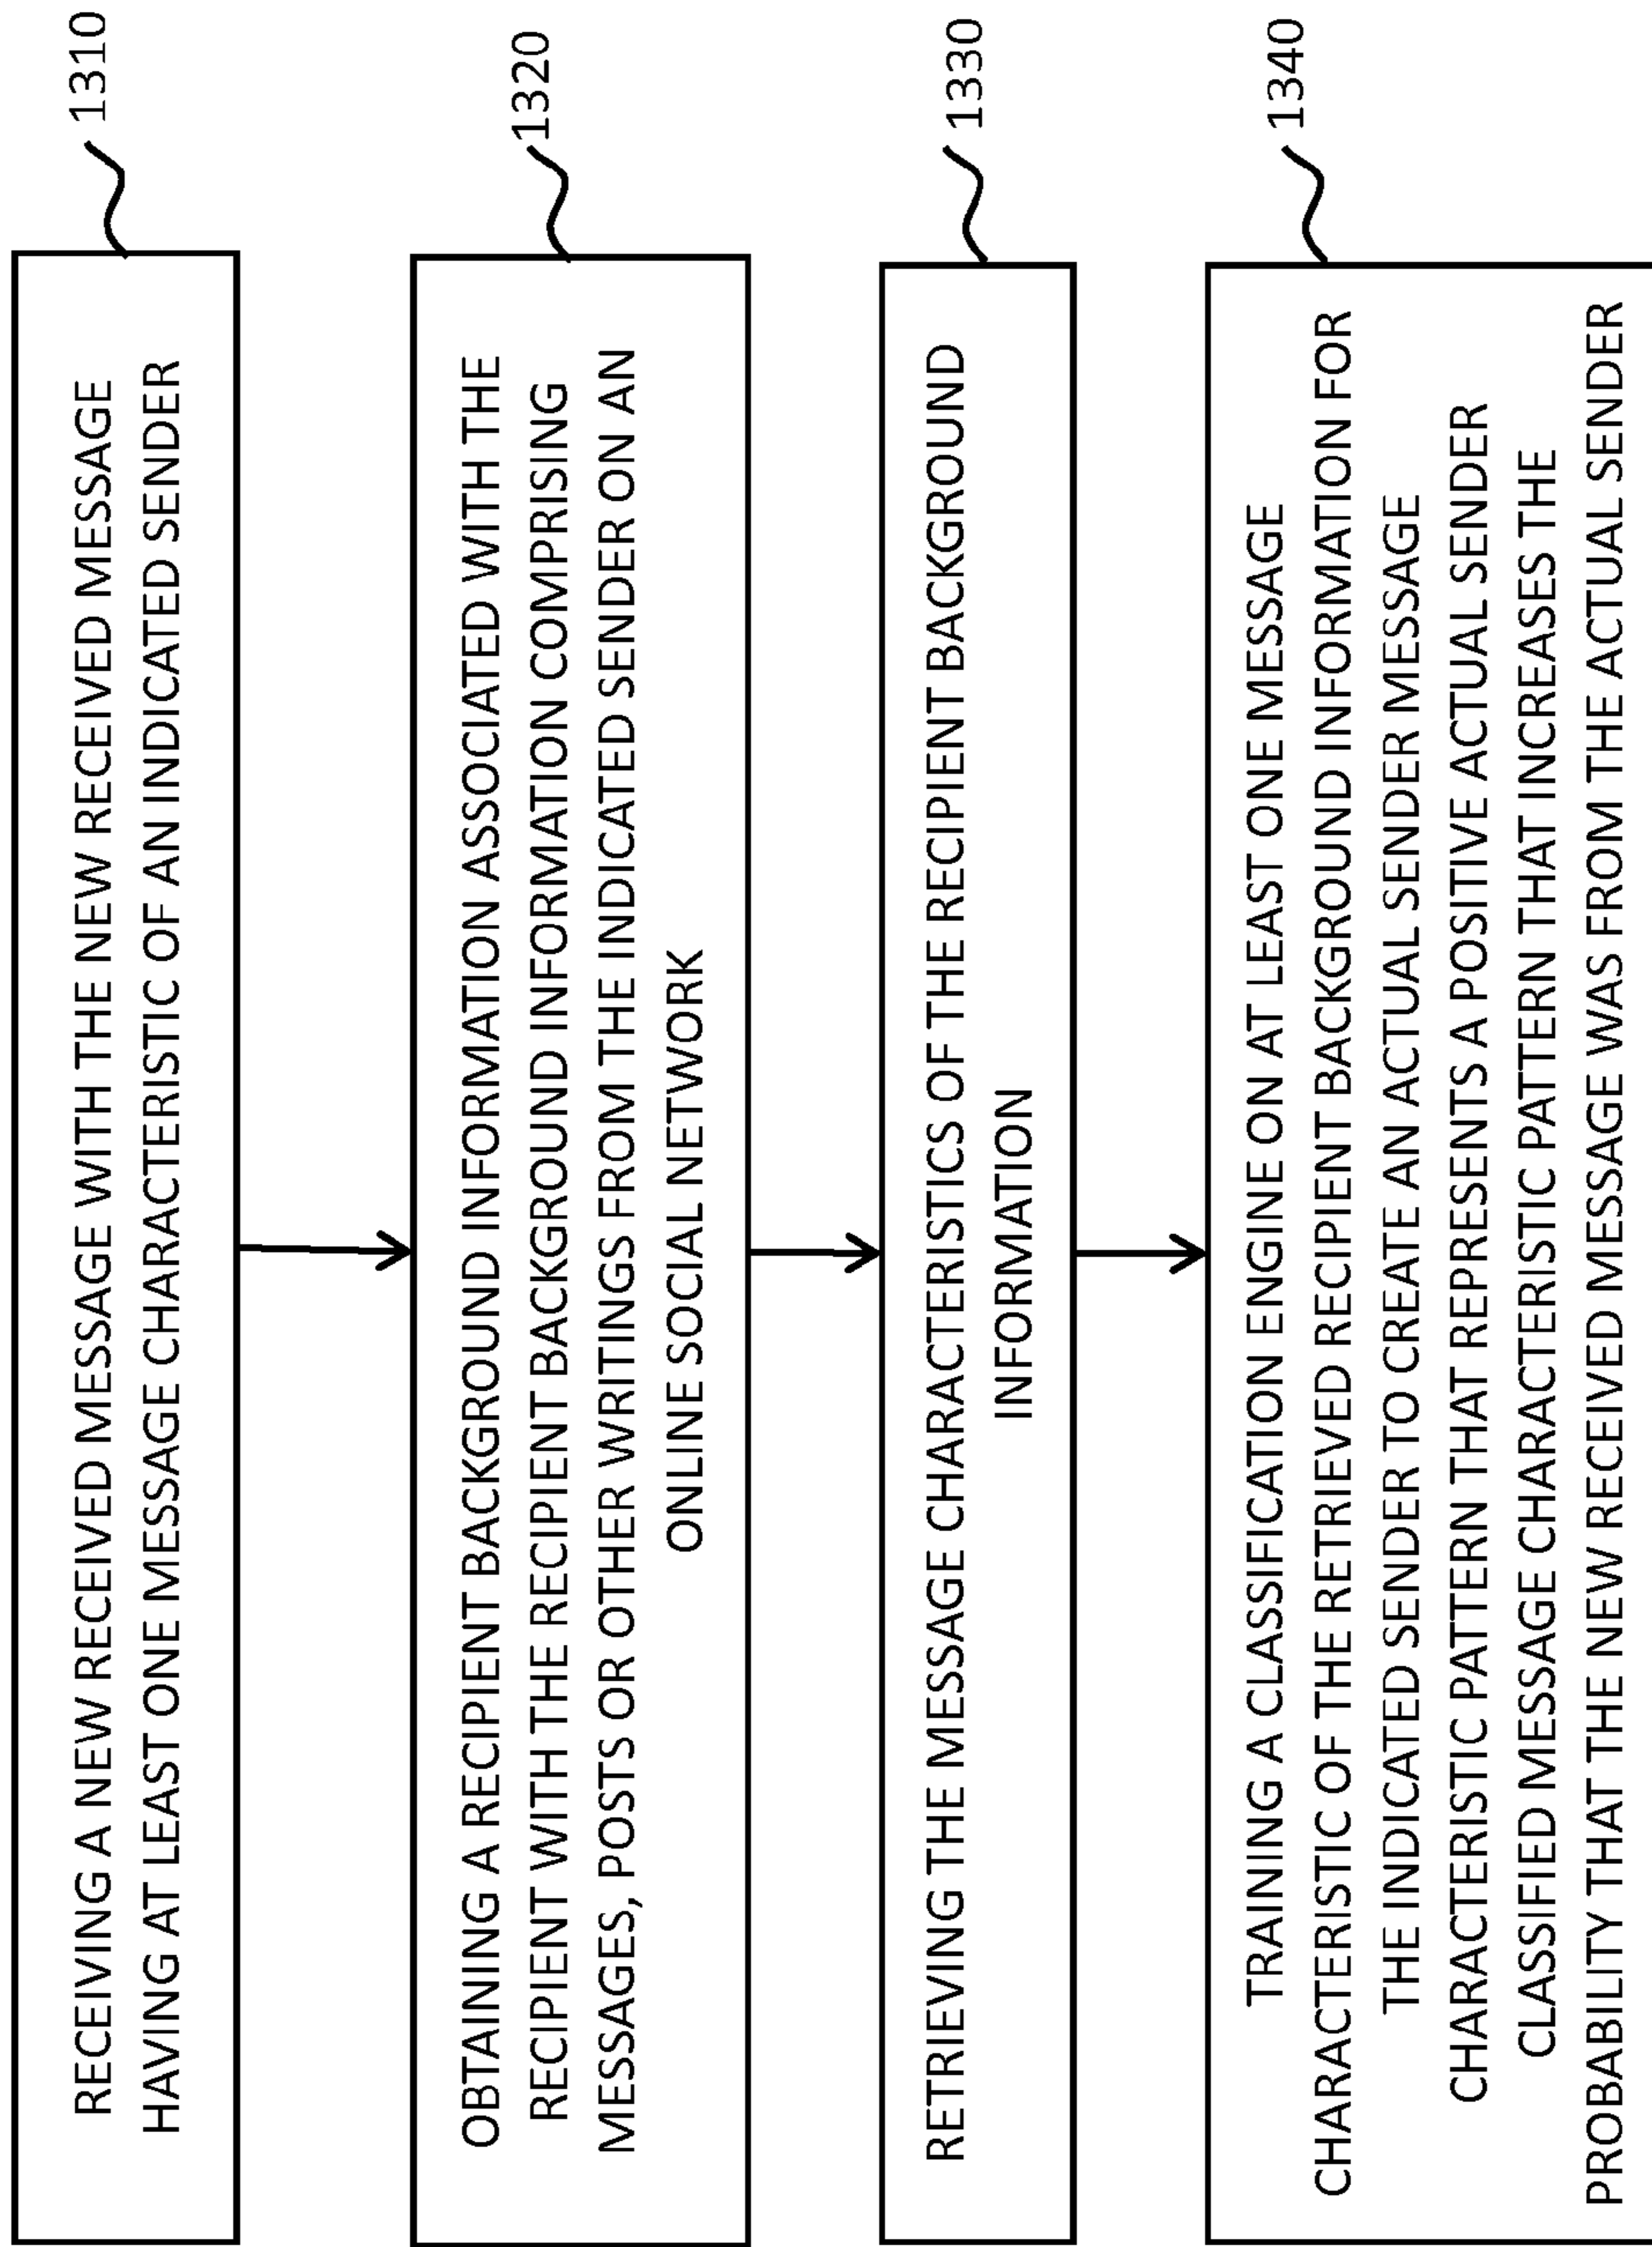 RECEIVING A NEW RECEIVED MESSAGE WITH THE NEW RECEIVED MESSAGE
HAVING AT LEAST ONE MESSAGE CHARACTERISTIC OF AN INDICATED SENDER
1310
OBTAINING A RECIPIENT BACKGROUND INFORMATION ASSOCIATED WITH THE
RECIPIENT WITH THE RECIPIENT BACKGROUND INFORMATION COMPRISING
MESSAGES, POSTS OR OTHER WRITINGS FROM THE INDICATED SENDER ON AN
ONLINE SOCIAL NETWORK
1320
RETRIEVING THE MESSAGE CHARACTERISTICS OF THE RECIPIENT BACKGROUND
INFORMATION
1330
TRAINING A CLASSIFICATION ENGINE ON AT LEAST ONE MESSAGE
CHARACTERISTIC OF THE RETRIEVED RECIPIENT BACKGROUND INFORMATION FOR
THE INDICATED SENDER TO CREATE AN ACTUAL SENDER MESSAGE
CHARACTERISTIC PATTERN THAT REPRESENTS A POSITIVE ACTUAL SENDER
CLASSIFIED MESSAGE CHARACTERISTIC PATTERN THAT INCREASES THE
PROBABILITY THAT THE NEW RECEIVED MESSAGE WAS FROM THE ACTUAL SENDER
1340